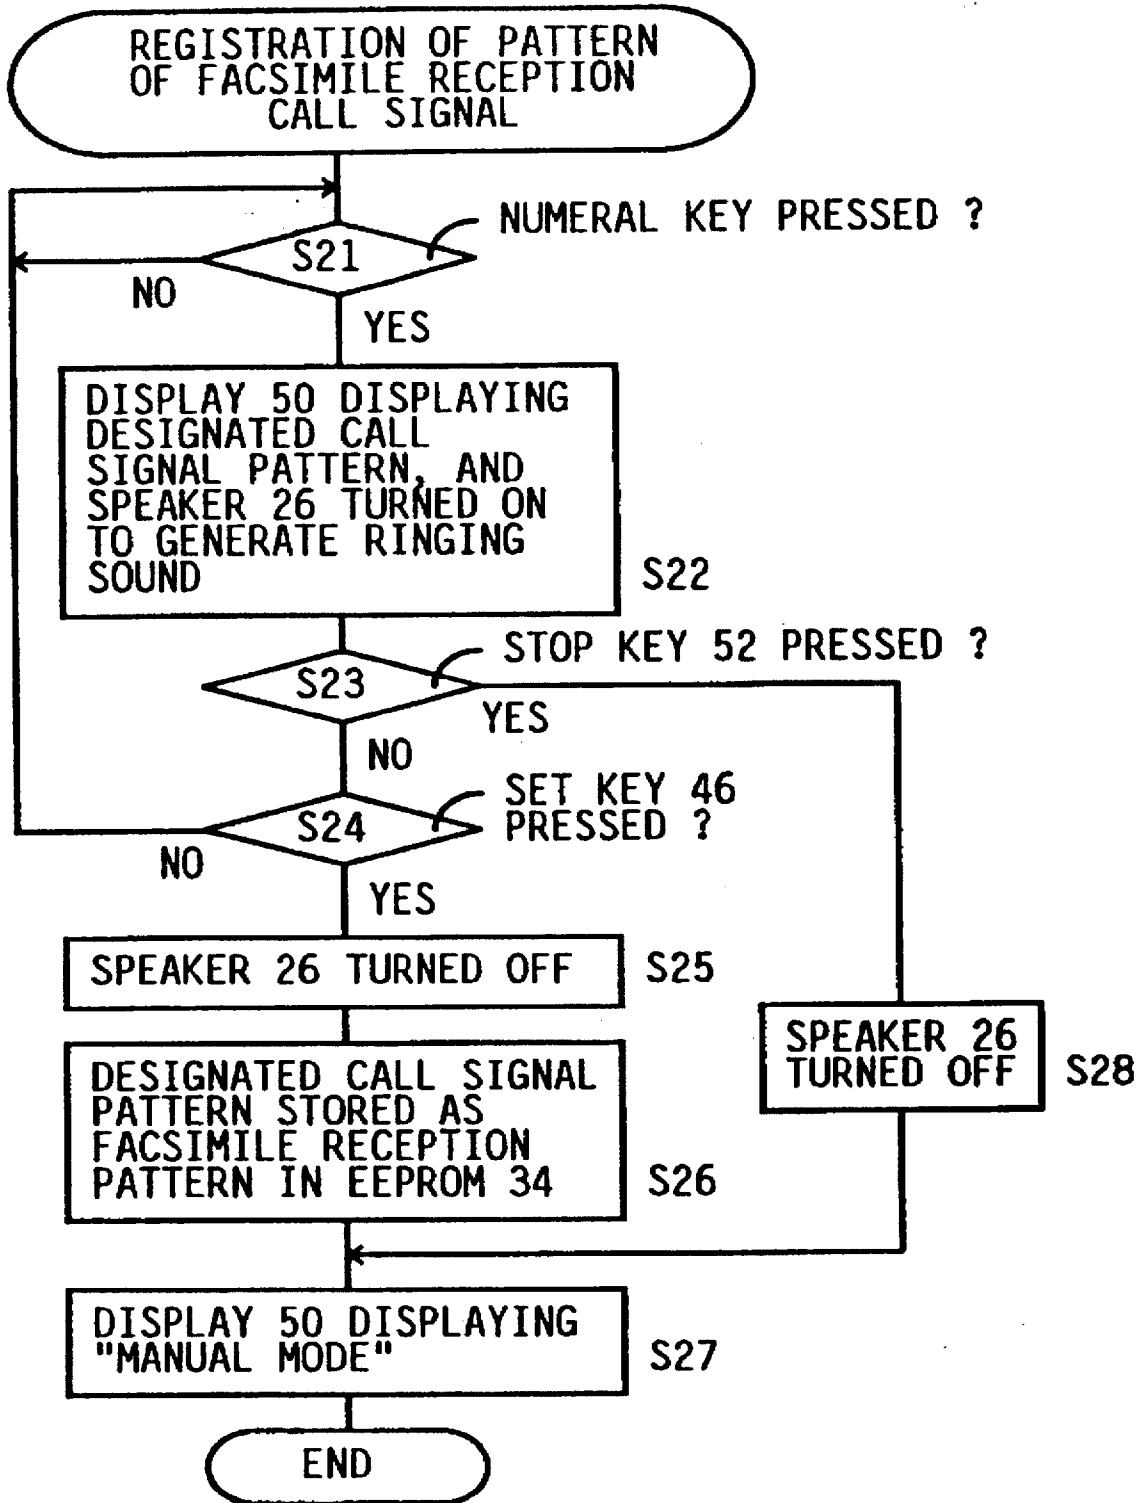 REGISTRATION OF PATTERN
OF FACSIMILE RECEPTION
CALL SIGNAL
NUMERAL KEY PRESSED ?
S21
NO
YES
DISPLAY 50 DISPLAYING
DESIGNATED CALL
SIGNAL PATTERN, AND
SPEAKER 26 TURNED ON
TO GENERATE RINGING
SOUND
S22
STOP KEY 52 PRESSED ?
S23
YES
NO
SET KEY 46
PRESSED ?
S24
NO
YES
SPEAKER 26 TURNED OFF
S25
SPEAKER 26
TURNED OFF
S28
DESIGNATED CALL SIGNAL
PATTERN STORED AS
FACSIMILE RECEPTION
PATTERN IN EEPROM 34
S26
DISPLAY 50 DISPLAYING
"MANUAL MODE"
S27
END